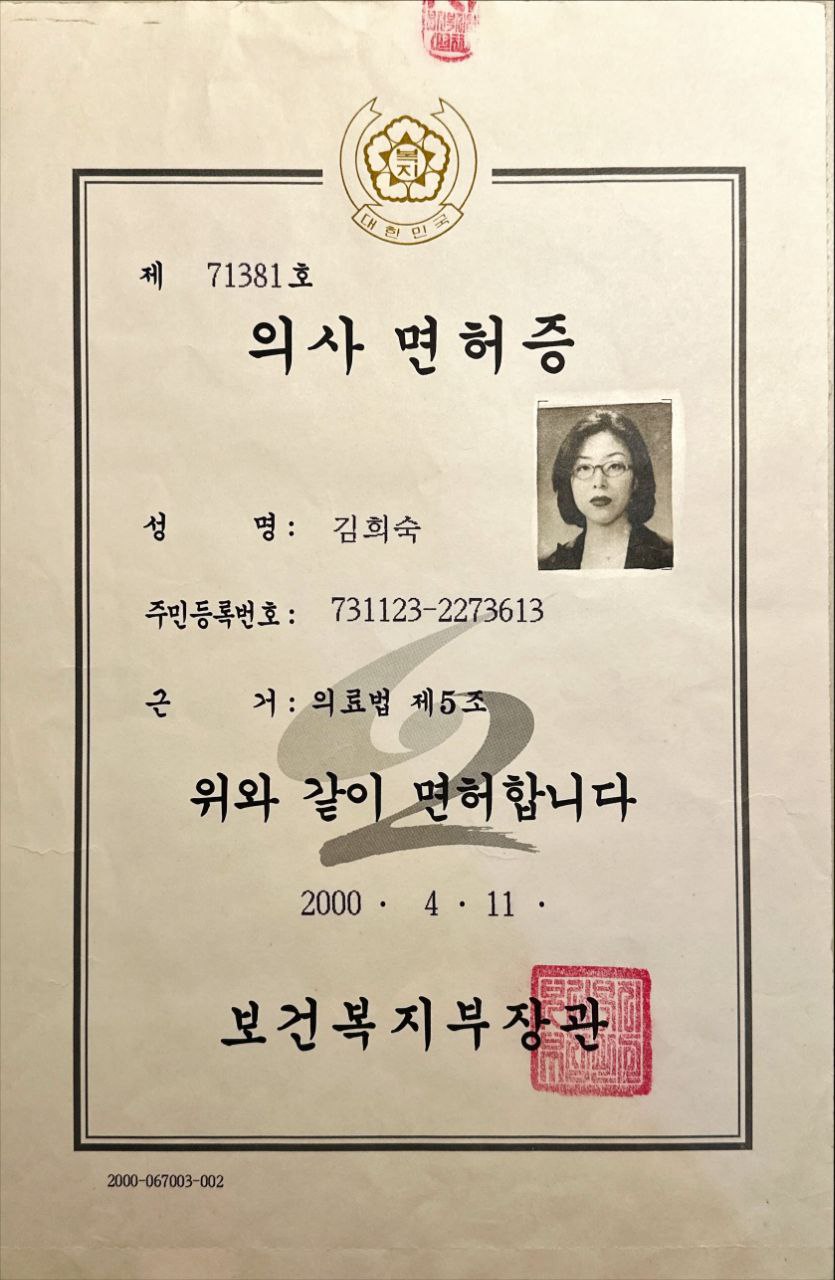 복지
대한민국
제 71381호
의사 면허증
성 명: 김희숙
주민등록번호: 731123-2273613
근 거: 의료법 제5조
위와 같이 면허합니다
2000 · 4 · 11 ·
보건복지부장관
2000-067003-002